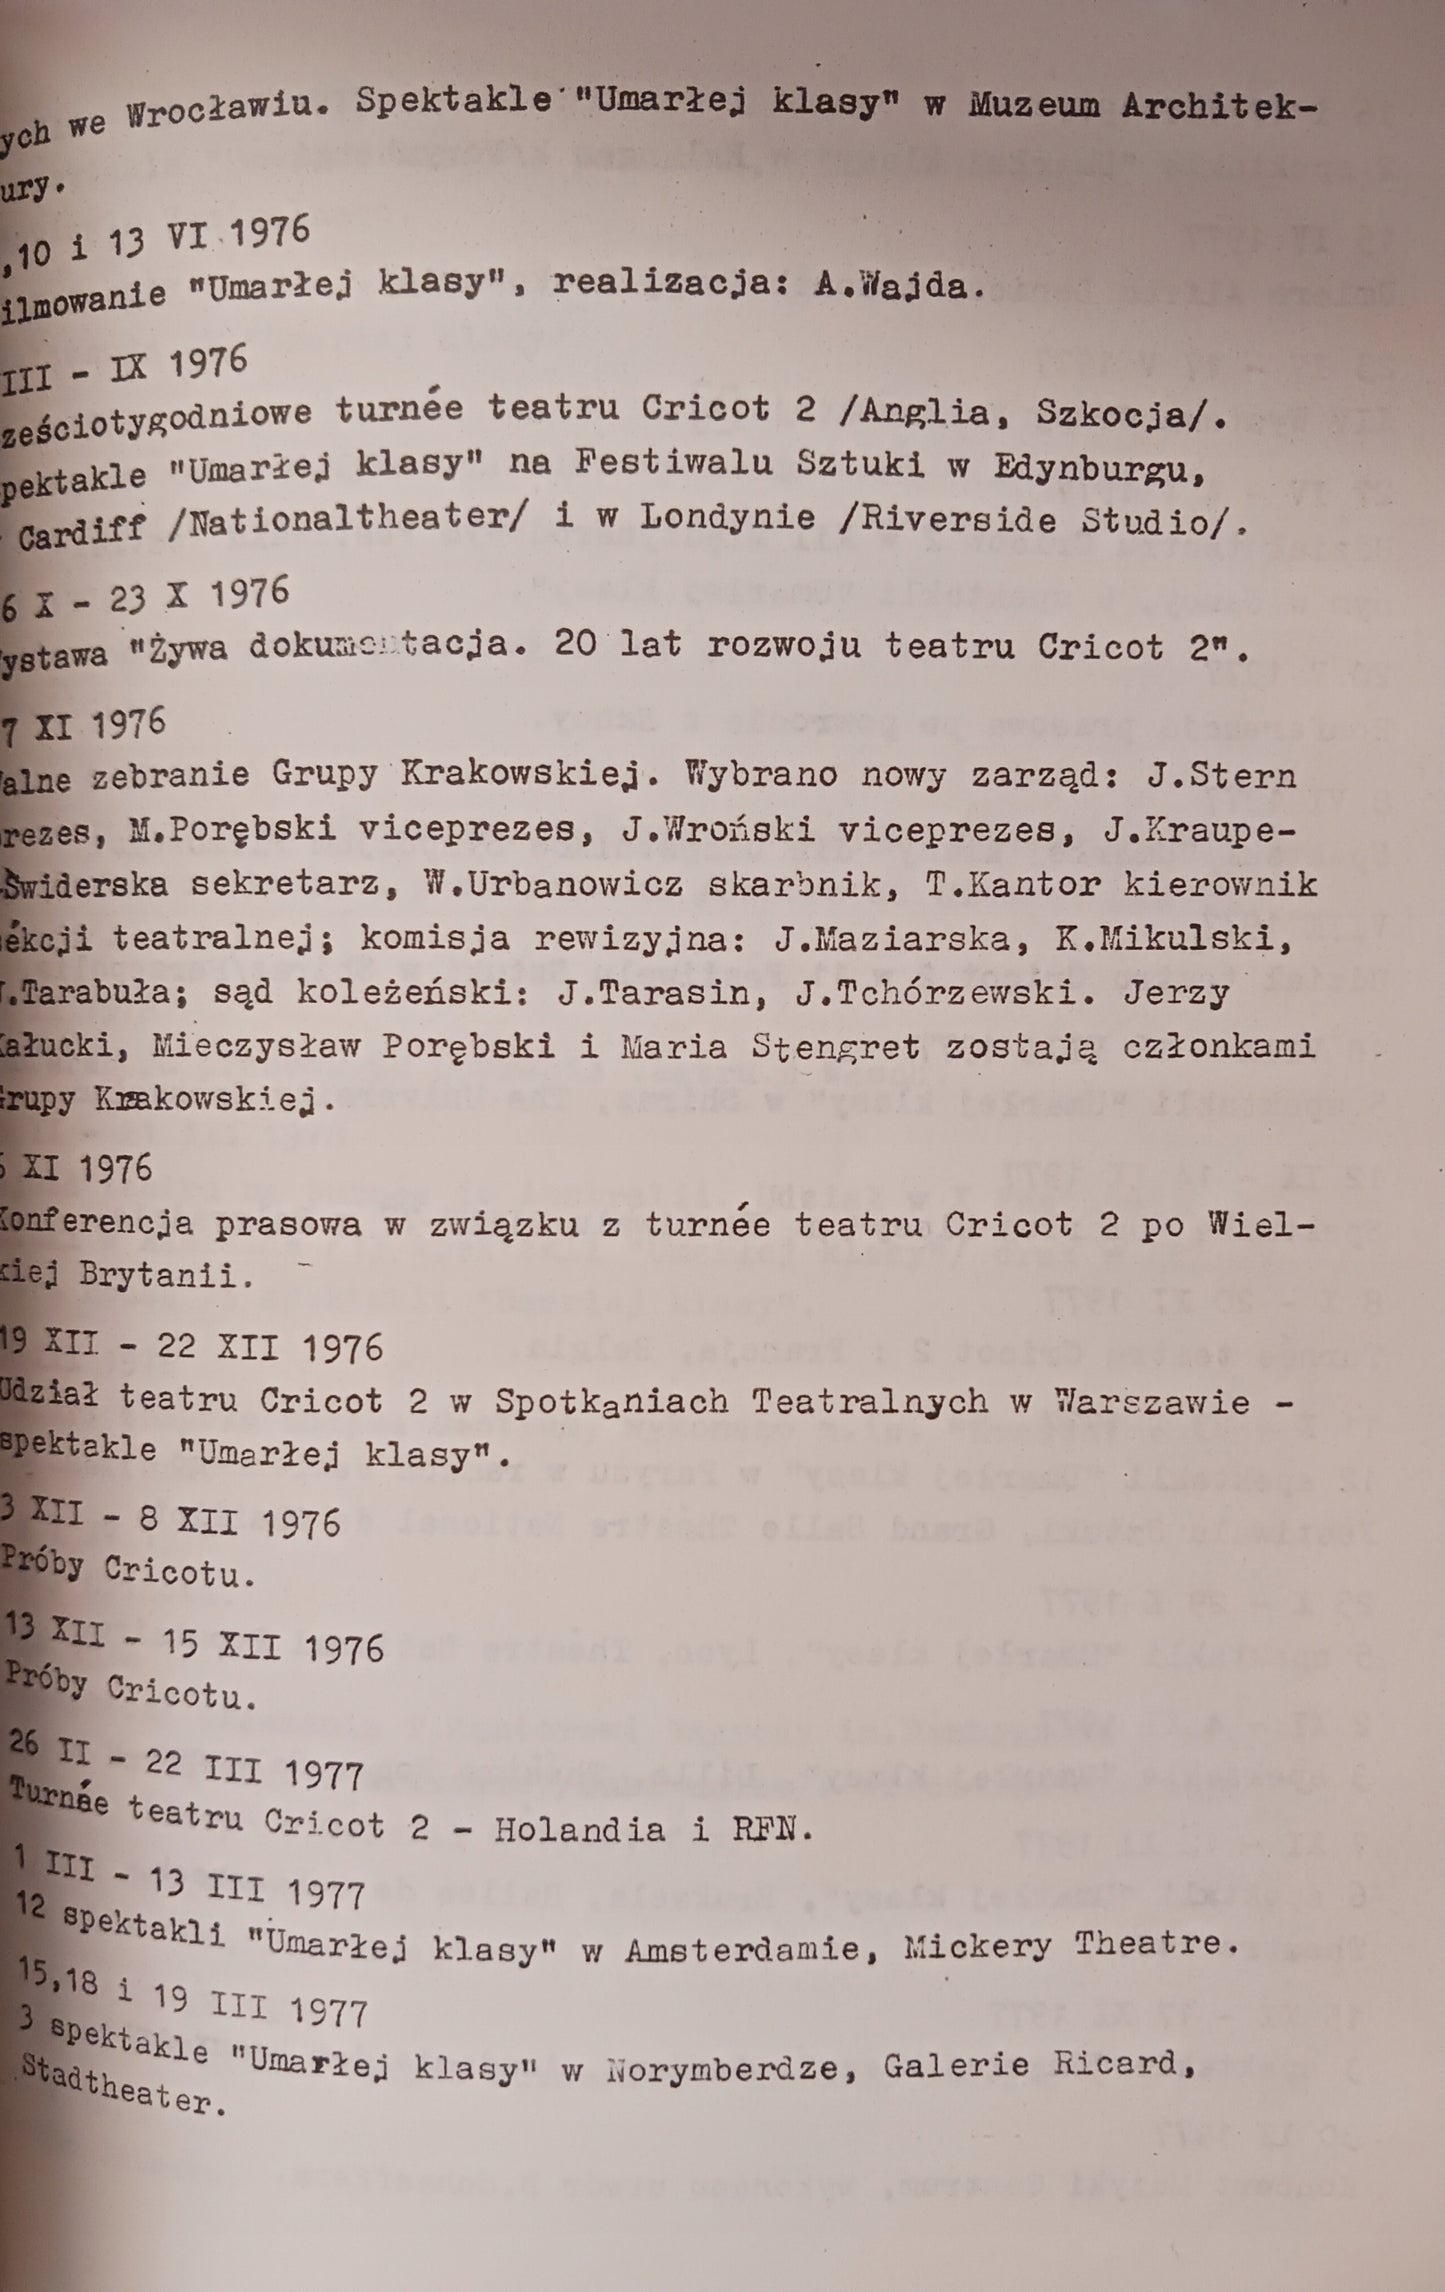 ych we Wrocławiu. Spektakle "Umarłej klasy" w Muzeum Architek-
ury.
,10 i 13 VI 1976
ilmowanie "Umarłej klasy", realizacja: A.Wajda.
III - IX 1976
ześciotygodniowe turnée teatru Cricot 2 /Anglia, Szkocja/.
pektakle "Umarłej klasy" na Festiwalu Sztuki w Edynburgu,
Cardiff /Nationaltheater/ i w Londynie /Riverside Studio/.
6 X - 23 X 1976
ystawa "Żywa dokumentacja. 20 lat rozwoju teatru Cricot 2".
7 XI 1976
alne zebranie Grupy Krakowskiej. Wybrano nowy zarząd: J.Stern
rezes, M.Porębski viceprezes, J.Wroński viceprezes, J.Kraupe-
Świderska sekretarz, W.Urbanowicz skarbnik, T.Kantor kierownik
ékcji teatralnej; komisja rewizyjna: J.Maziarska, K.Mikulski,
.Tarabuła; sąd koleżeński: J.Tarasin, J.Tchórzewski. Jerzy
ałucki, Mieczysław Porębski i Maria Stengret zostają członkami
rupy Krakowskiej.
XI 1976
Konferencja prasowa w związku z turnée teatru Cricot 2 po Wiel-
kiej Brytanii.
19 XII - 22 XII 1976
Udział teatru Cricot 2 w Spotkaniach Teatralnych w Warszawie -
spektakle "Umarłej klasy".
3 XII - 8 XII 1976
Próby Cricotu.
13 XII - 15 XII 1976
Próby Cricotu.
26 II - 22 III 1977
Turnée teatru Cricot 2 - Holandia i RFN.
1 III - 13 III 1977
12 spektakli "Umarłej klasy" w Amsterdamie, Mickery Theatre.
15,18 i 19 III 1977
3 spektakle "Umarłej klasy" w Norymberdze, Galerie Ricard,
Stadtheater.